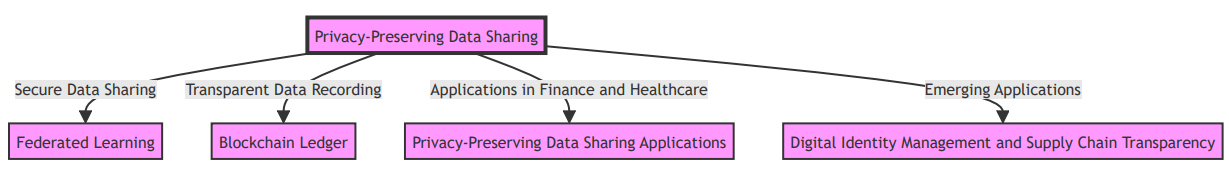 Privacy-Preserving Data Sharing
Secure Data Sharing
Transparent Data Recording
Applications in Finance and Healthcare
Emerging Applications
Federated Learning
Blockchain Ledger
Privacy-Preserving Data Sharing Applications
Digital Identity Management and Supply Chain Transparency